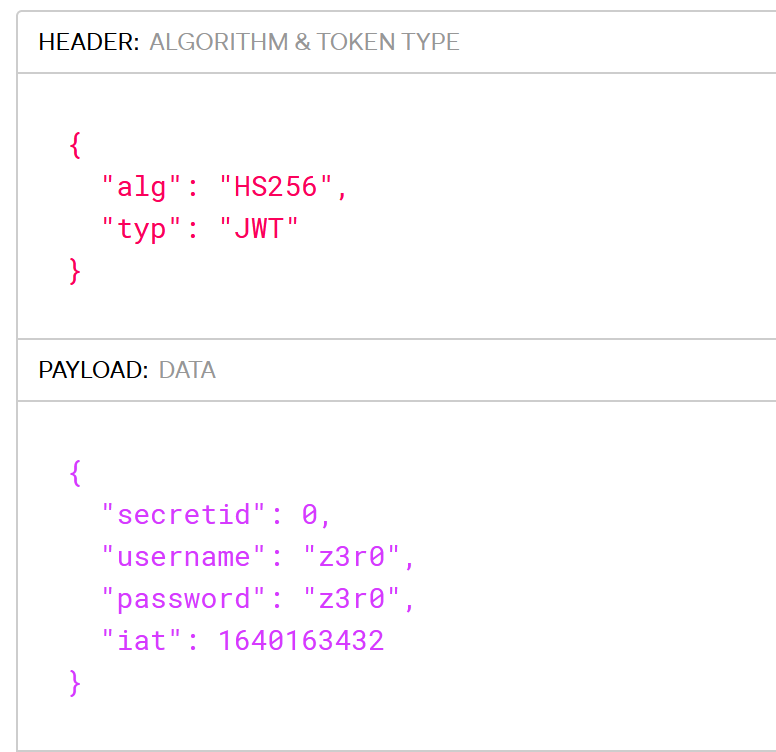 HEADER: ALGORITHM & TOKEN TYPE
{
"alg": "HS256",
"typ": "JWT"
}
PAYLOAD: DATA
{
"secretid": 0,
"username": "z3r0",
"password": "z3r0",
"iat": 1640163432
}